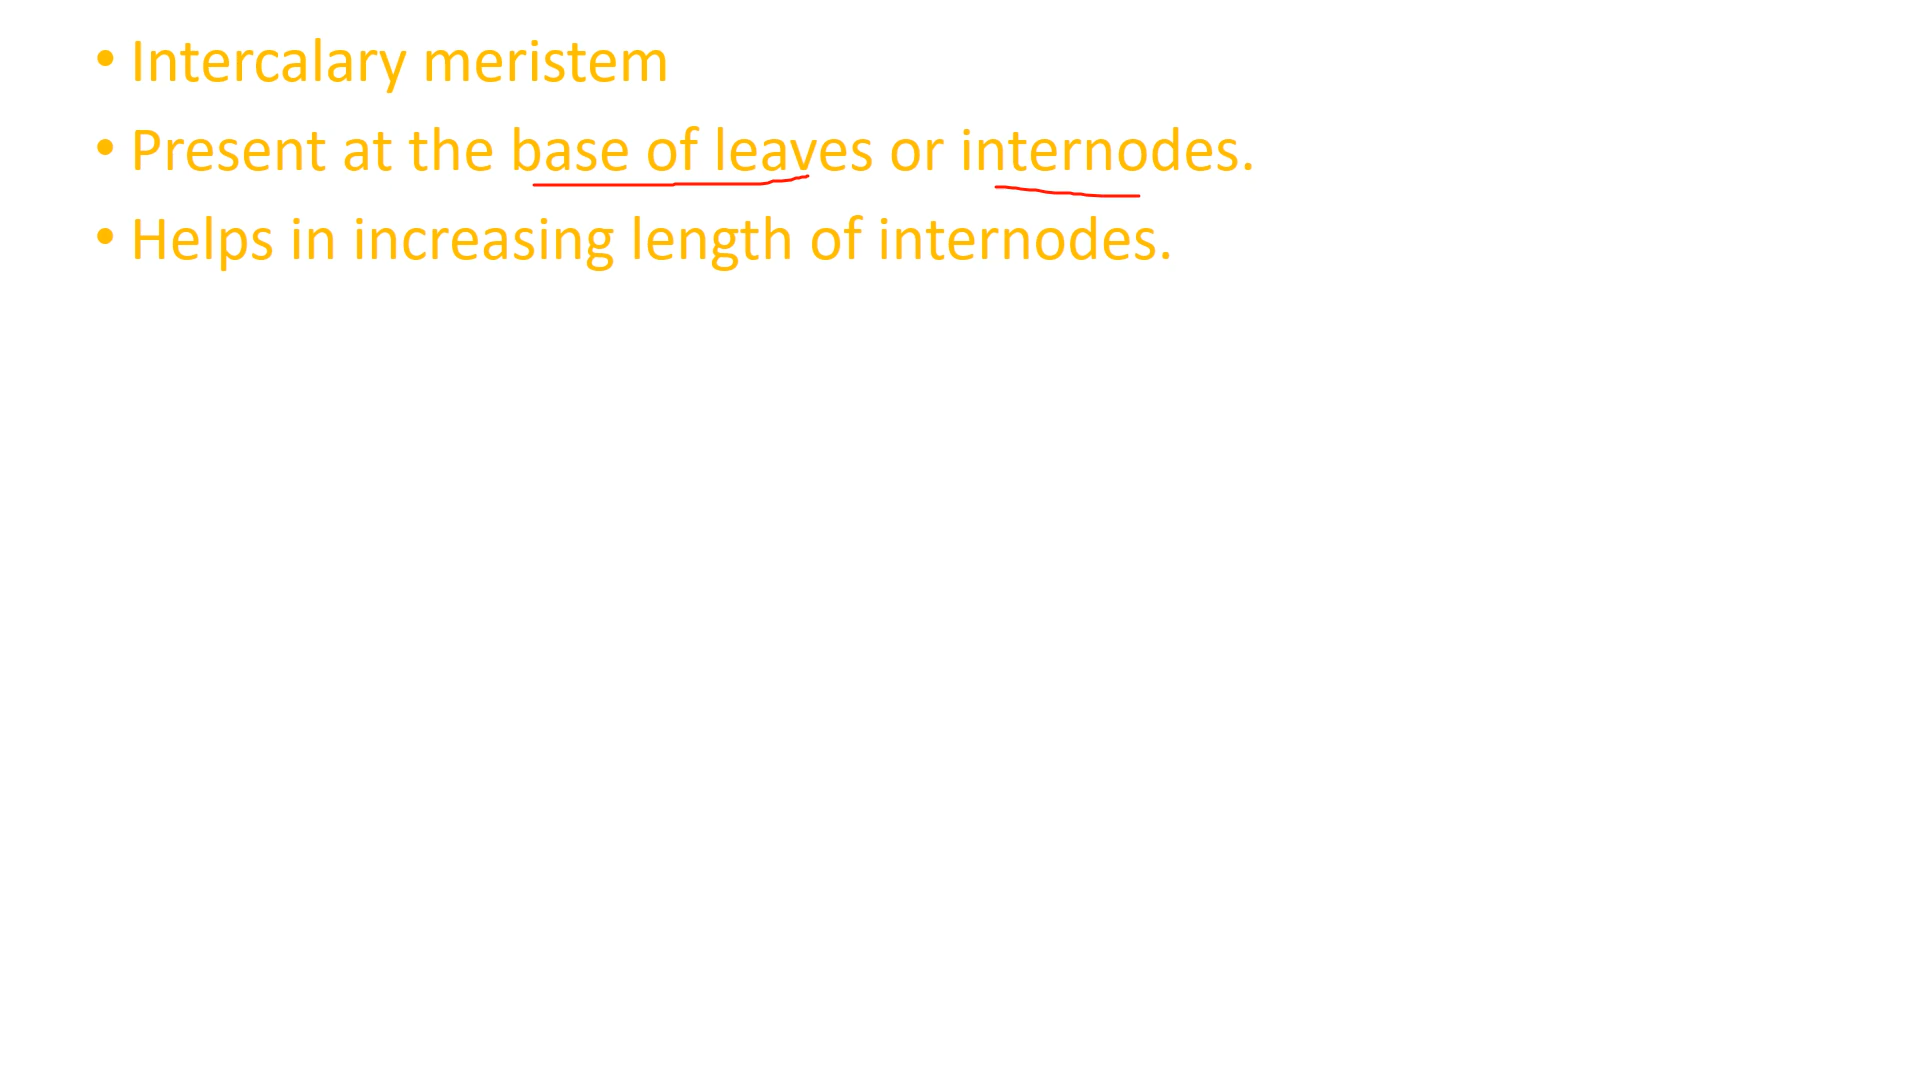 • Intercalary meristem
• Present at the base of leaves or internodes.
• Helps in increasing length of internodes.